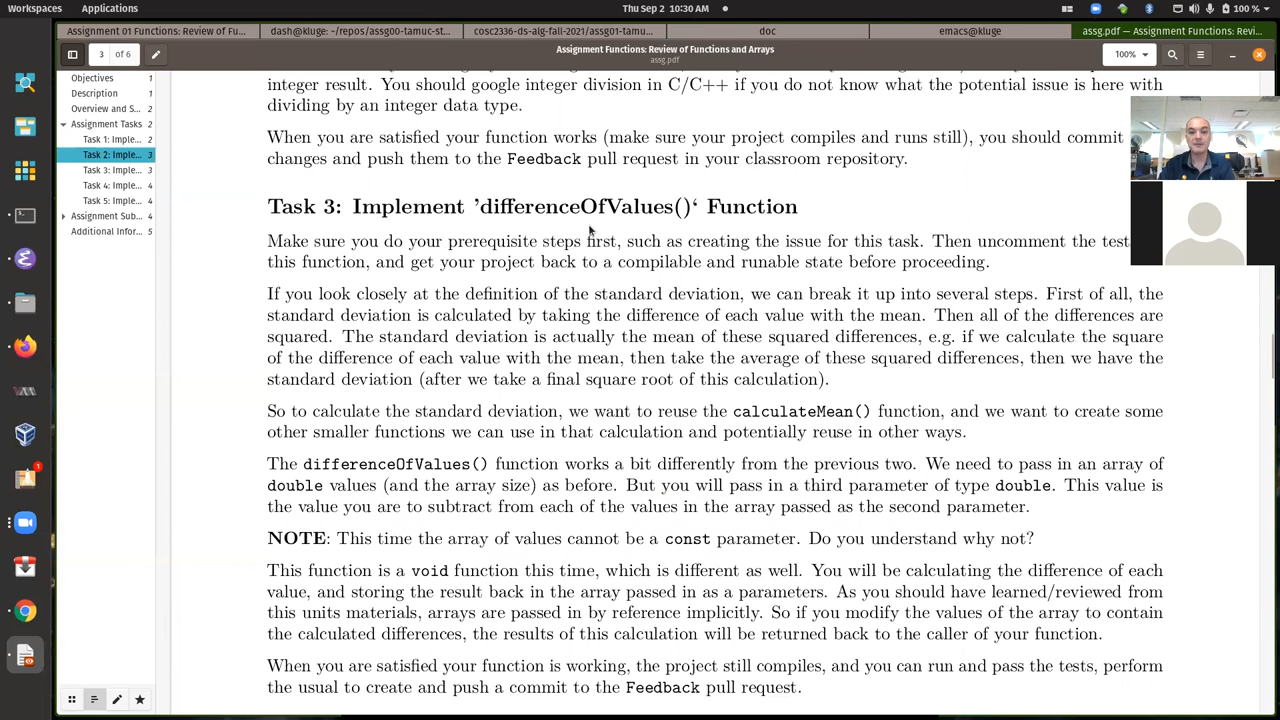 Workspaces Applications Thu Sep 2 10:30 AM 100 %
Assignment 01 Functions: Review of Fu... dash@kluge: ~/repos/assg00-tamuc-st... cosc2336-ds-alg-fall-2021/assg01-tamu... doc emacs@kluge assg.pdf — Assignment Functions: Revi...
3 of 6 Assignment Functions: Review of Functions and Arrays 100%
assg.pdf
Objectives 1
Description 1
Overview and S... 2
Assignment Tasks 2
Task 1: Imple... 2
Task 2: Imple... 3
Task 3: Imple... 3
Task 4: Imple... 4
Task 5: Imple... 4
Assignment Sub... 4
Additional Infor... 5
integer result. You should google integer division in C/C++ if you do not know what the potential issue is here with
dividing by an integer data type.
When you are satisfied your function works (make sure your project compiles and runs still), you should commit
changes and push them to the Feedback pull request in your classroom repository.
Task 3: Implement ’differenceOfValues()‘ Function
Make sure you do your prerequisite steps first, such as creating the issue for this task. Then uncomment the test
this function, and get your project back to a compilable and runable state before proceeding.
If you look closely at the definition of the standard deviation, we can break it up into several steps. First of all, the
standard deviation is calculated by taking the difference of each value with the mean. Then all of the differences are
squared. The standard deviation is actually the mean of these squared differences, e.g. if we calculate the square
of the difference of each value with the mean, then take the average of these squared differences, then we have the
standard deviation (after we take a final square root of this calculation).
So to calculate the standard deviation, we want to reuse the calculateMean() function, and we want to create some
other smaller functions we can use in that calculation and potentially reuse in other ways.
The differenceOfValues() function works a bit differently from the previous two. We need to pass in an array of
double values (and the array size) as before. But you will pass in a third parameter of type double. This value is
the value you are to subtract from each of the values in the array passed as the second parameter.
NOTE: This time the array of values cannot be a const parameter. Do you understand why not?
This function is a void function this time, which is different as well. You will be calculating the difference of each
value, and storing the result back in the array passed in as a parameters. As you should have learned/reviewed from
this units materials, arrays are passed in by reference implicitly. So if you modify the values of the array to contain
the calculated differences, the results of this calculation will be returned back to the caller of your function.
When you are satisfied your function is working, the project still compiles, and you can run and pass the tests, perform
the usual to create and push a commit to the Feedback pull request.